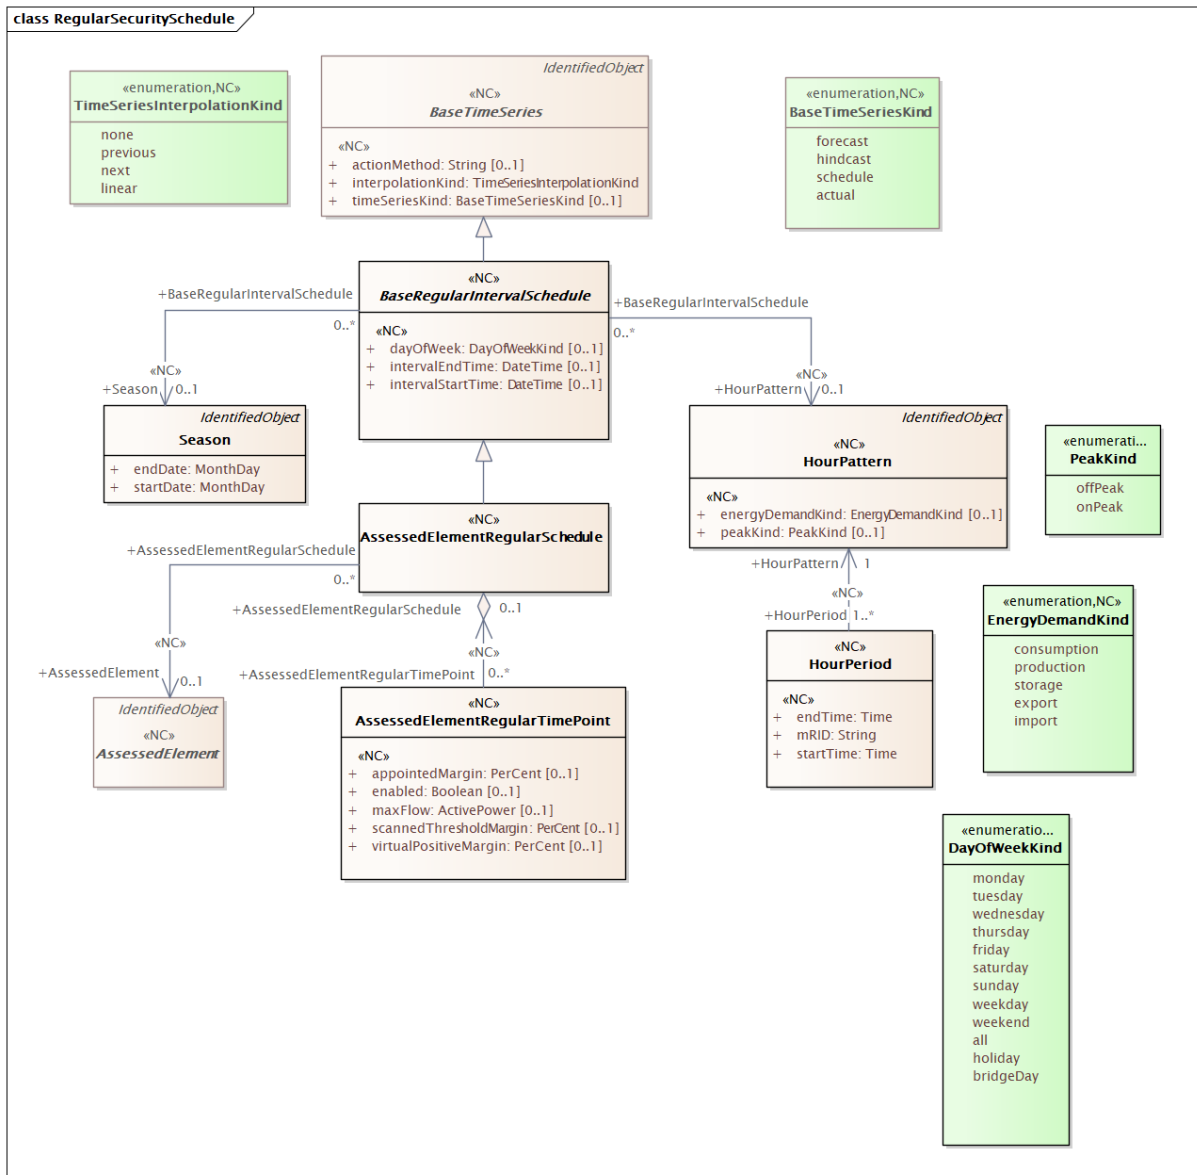 class RegularSecuritySchedule
«enumeration,NC»
TimeSeriesInterpolationKind
none
previous
next
linear
IdentifiedObject
«NC»
BaseTimeSeries
«NC»
+ actionMethod: String [0..1]
+ interpolationKind: TimeSeriesInterpolationKind
+ timeSeriesKind: BaseTimeSeriesKind [0..1]
«enumeration,NC»
BaseTimeSeriesKind
forecast
hindcast
schedule
actual
«NC»
BaseRegularIntervalSchedule
«NC»
+ dayOfWeek: DayOfWeekKind [0..1]
+ intervalEndTime: DateTime [0..1]
+ intervalStartTime: DateTime [0..1]
+BaseRegularIntervalSchedule
0..*
«NC»
+Season
0..1
+BaseRegularIntervalSchedule
0..*
«NC»
+HourPattern
0..1
IdentifiedObject
Season
+ endDate: MonthDay
+ startDate: MonthDay
IdentifiedObject
«NC»
HourPattern
«NC»
+ energyDemandKind: EnergyDemandKind [0..1]
+ peakKind: PeakKind [0..1]
«enumerati...
PeakKind
offPeak
onPeak
«NC»
AssessedElementRegularSchedule
+AssessedElementRegularSchedule
0..*
«NC»
+AssessedElement
0..1
+AssessedElementRegularSchedule
0..1
«NC»
+AssessedElementRegularTimePoint
0..*
+HourPattern
1
«NC»
+HourPeriod
1..*
«enumeration,NC»
EnergyDemandKind
consumption
production
storage
export
import
«NC»
HourPeriod
«NC»
+ endTime: Time
+ mRID: String
+ startTime: Time
IdentifiedObject
«NC»
AssessedElement
«NC»
AssessedElementRegularTimePoint
«NC»
+ appointedMargin: PerCent [0..1]
+ enabled: Boolean [0..1]
+ maxFlow: ActivePower [0..1]
+ scannedThresholdMargin: PerCent [0..1]
+ virtualPositiveMargin: PerCent [0..1]
«enumeratio...
DayOfWeekKind
monday
tuesday
wednesday
thursday
friday
saturday
sunday
weekday
weekend
all
holiday
bridgeDay